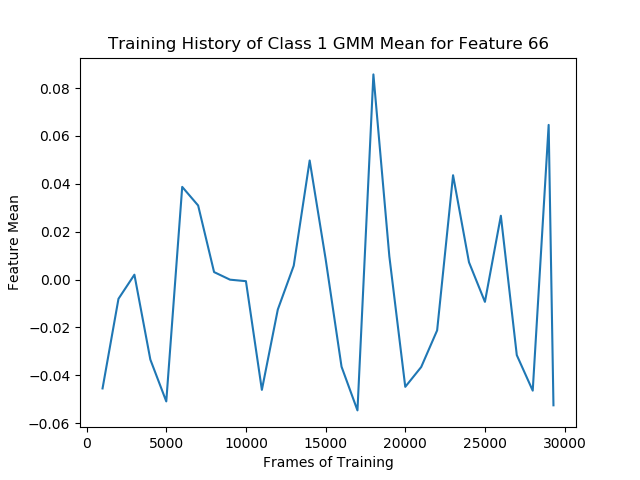 Training History of Class 1 GMM Mean for Feature 66
0.08
0.06
0.04
0.02
0.00
−0.02
−0.04
−0.06
Feature Mean
0 5000 10000 15000 20000 25000 30000
Frames of Training